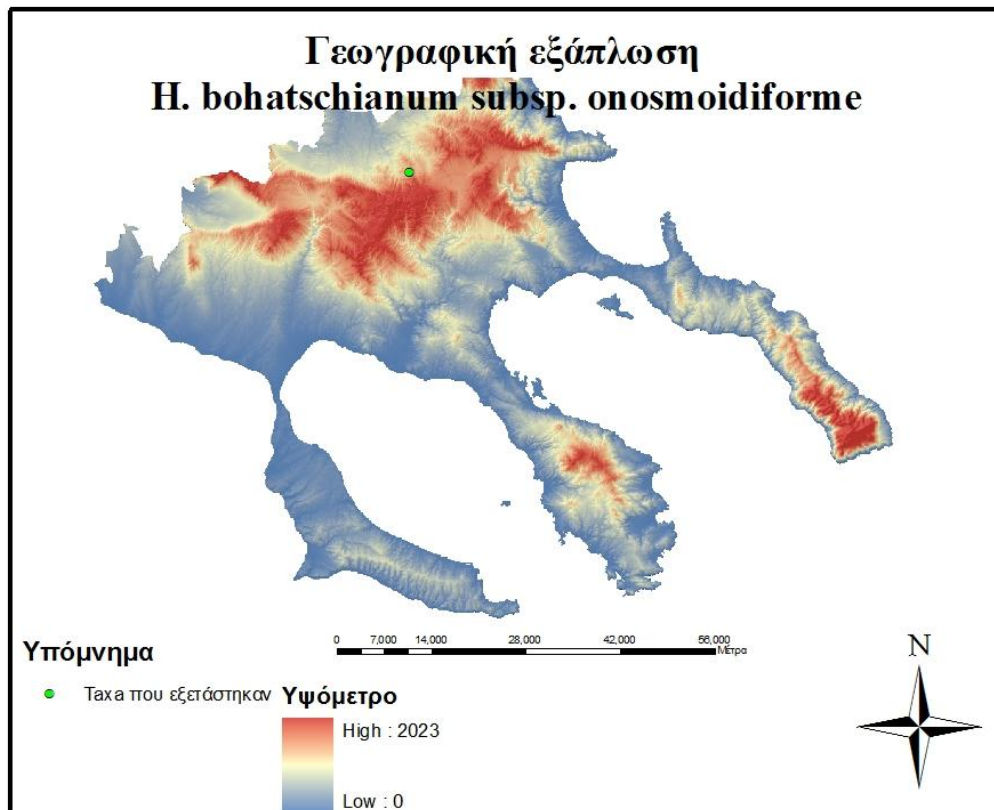 Γεωγραφική εξάπλωση
H. bohatschianum subsp. onosmoidiforme
0 7,000 14,000 28,000 42,000 56,000
Μέτρα
N
Υπόμνημα
Taxa που εξετάστηκαν
Υψόμετρο
High : 2023
Low : 0